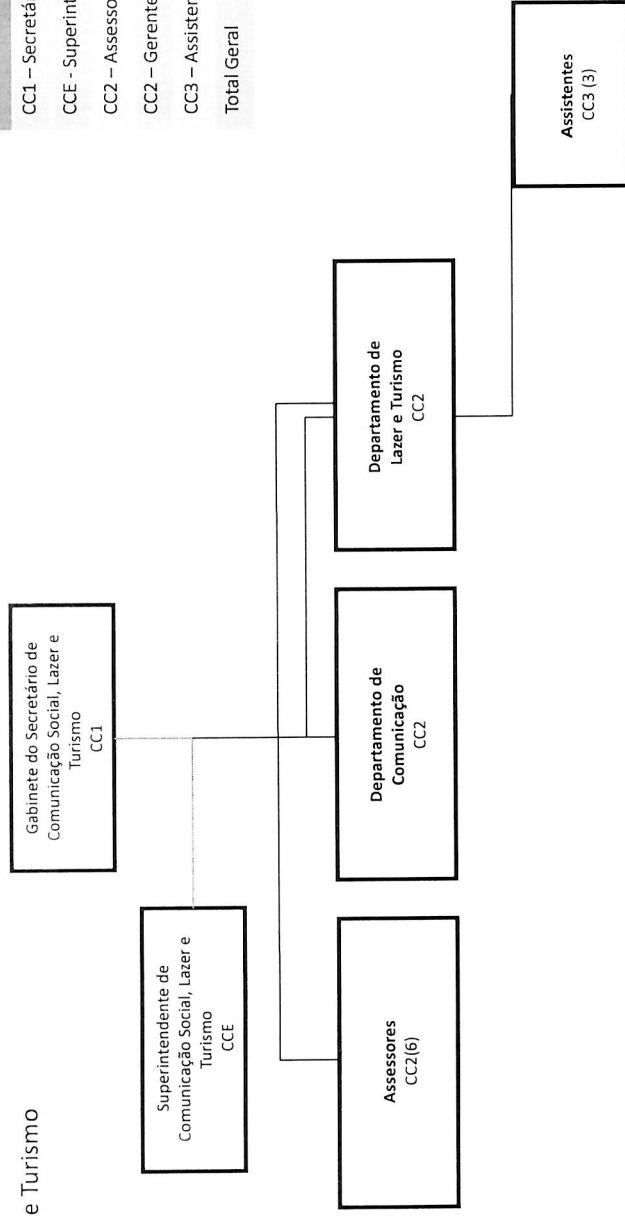 e Turismo
CC1 – Secretá
CCE - Superint
CC2 – Assesso
CC2 – Gerente
CC3 – Assisten
Total Geral
Gabinete do Secretário de
Comunicação Social, Lazer e
Turismo
CC1
Superintendente de
Comunicação Social, Lazer e
Turismo
CCE
Assessores
CC2(6)
Departamento de
Comunicação
CC2
Departamento de
Lazer e Turismo
CC2
Assistentes
CC3 (3)